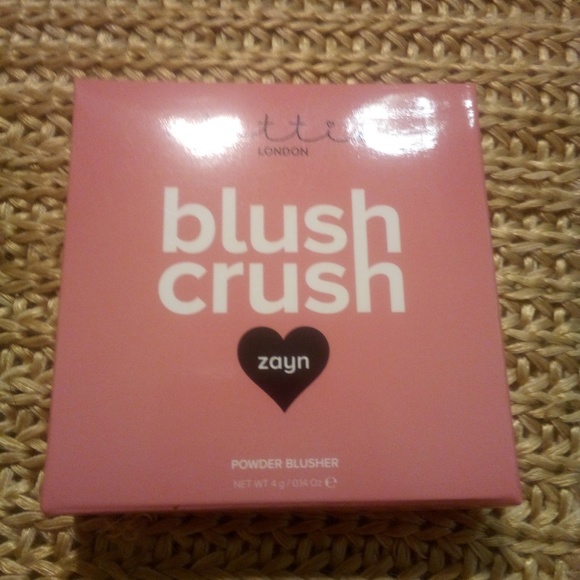 LONDON
blush
crush
zayn
POWDER BLUSHER
NET WT 4 g / 0.14 Oz ℮